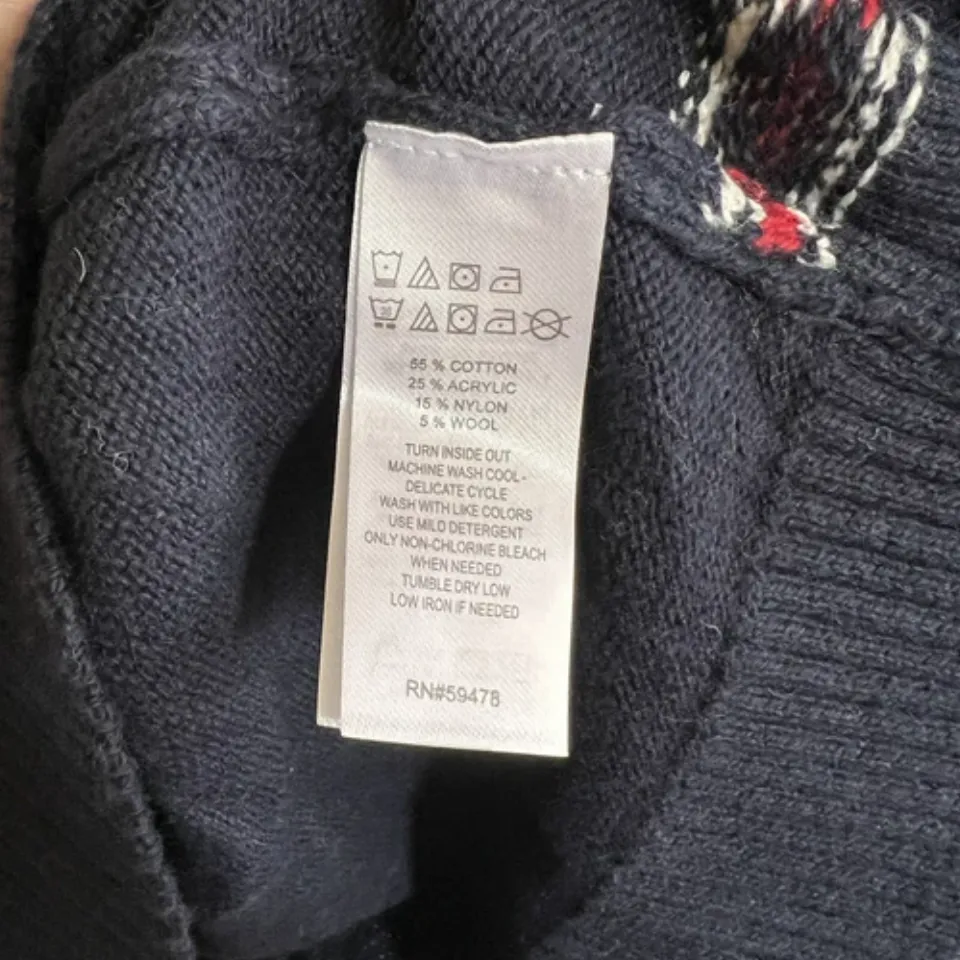 55 % COTTON
25 % ACRYLIC
15 % NYLON
5 % WOOL
TURN INSIDE OUT
MACHINE WASH COOL -
DELICATE CYCLE
WASH WITH LIKE COLORS
USE MILD DETERGENT
ONLY NON-CHLORINE BLEACH
WHEN NEEDED
TUMBLE DRY LOW
LOW IRON IF NEEDED
RN#59478